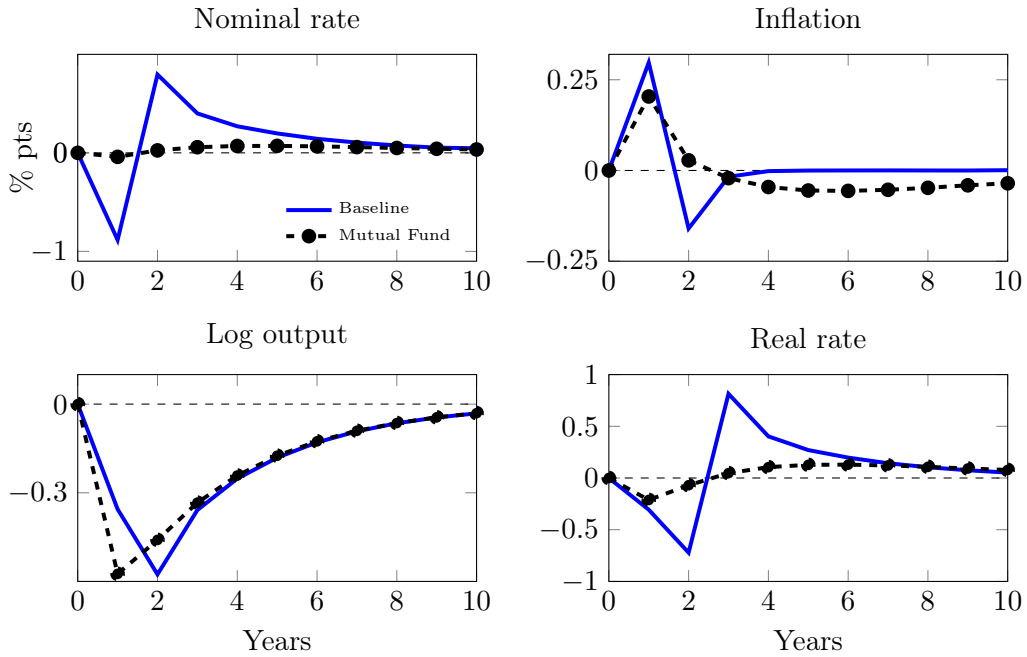 Nominal rate
Inflation
% pts
0
−1
0 2 4 6 8 10
Baseline
Mutual Fund
0.25
0
−0.25
0 2 4 6 8 10
Log output
Real rate
0
−0.3
0 2 4 6 8 10
Years
1
0.5
0
−0.5
−1
0 2 4 6 8 10
Years